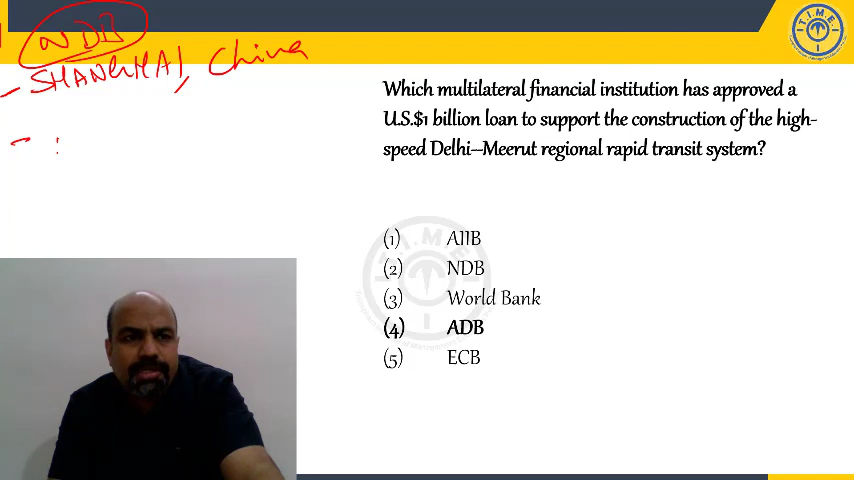 NDB
- SHANGHAI, China
Which multilateral financial institution has approved a
U.S.$1 billion loan to support the construction of the high-
speed Delhi–Meerut regional rapid transit system?
(1) AIIB
(2) NDB
(3) World Bank
(4) ADB
(5) ECB
T.I.M.E.
T.I.M.E.